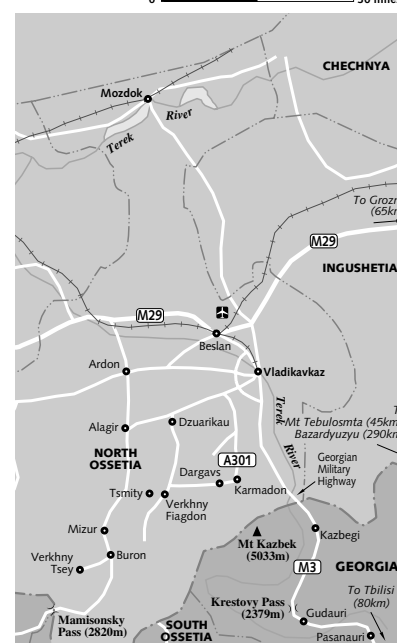 0
50 miles
CHECHNYA
Mozdok
River
Terek
To Grozn
(65km
M29
INGUSHETIA
M29
Beslan
Ardon
Vladikavkaz
Terek
River
Mt Tebulosmta (45km
Bazardyuzyu (290km
Alagir
Dzuarikau
NORTH
OSSETIA
A301
Georgian
Military
Highway
Dargavs
Karmadon
Tsmity
Verkhny
Fiagdon
Mizur
Mt Kazbek
(5033m)
Kazbegi
Verkhny
Tsey
Buron
M3
GEORGIA
To Tbilisi
(80km)
Krestovy Pass
(2379m)
Gudauri
Mamisonsky
Pass (2820m)
SOUTH
OSSETIA
Pasanauri